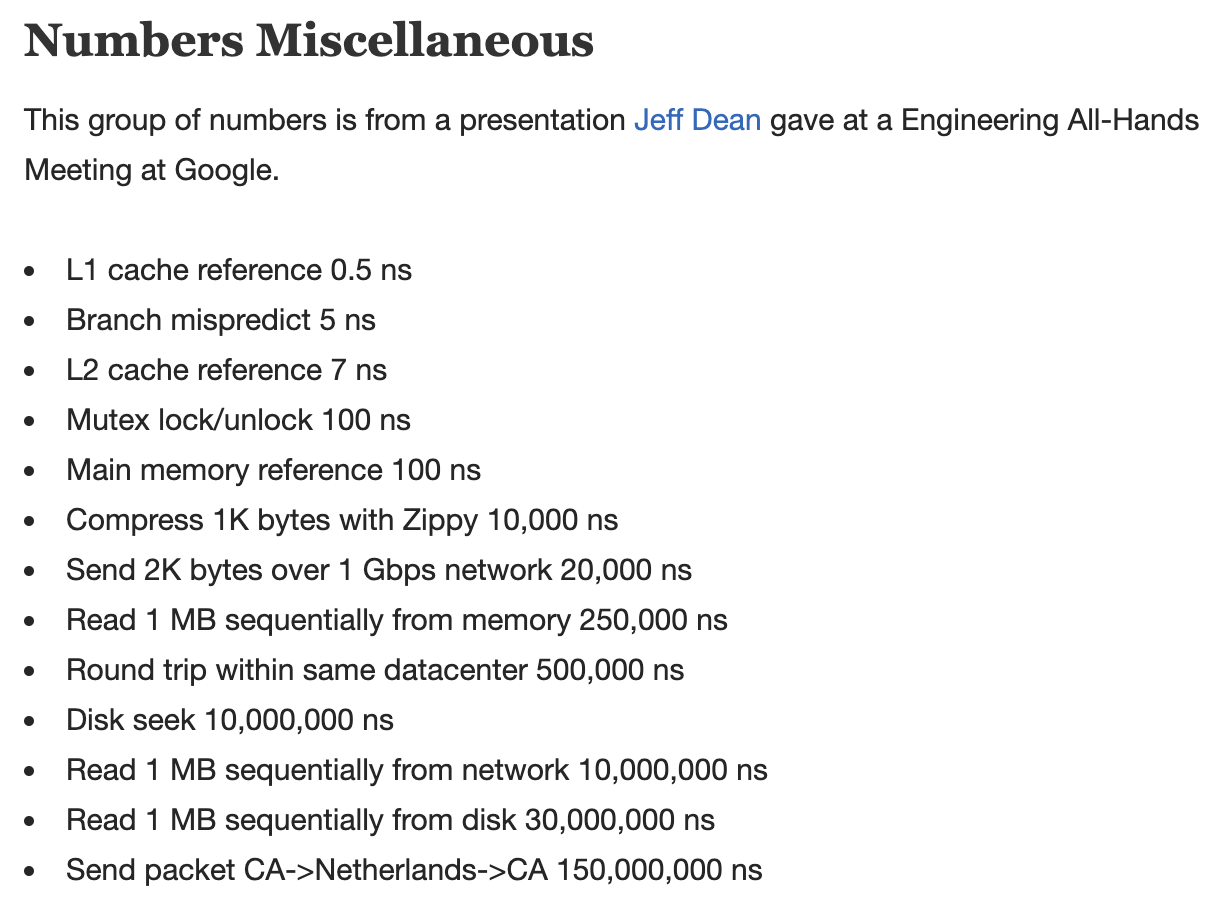 Numbers Miscellaneous
This group of numbers is from a presentation Jeff Dean gave at a Engineering All-Hands
Meeting at Google.
• L1 cache reference 0.5 ns
• Branch mispredict 5 ns
• L2 cache reference 7 ns
• Mutex lock/unlock 100 ns
• Main memory reference 100 ns
• Compress 1K bytes with Zippy 10,000 ns
• Send 2K bytes over 1 Gbps network 20,000 ns
• Read 1 MB sequentially from memory 250,000 ns
• Round trip within same datacenter 500,000 ns
• Disk seek 10,000,000 ns
• Read 1 MB sequentially from network 10,000,000 ns
• Read 1 MB sequentially from disk 30,000,000 ns
• Send packet CA->Netherlands->CA 150,000,000 ns